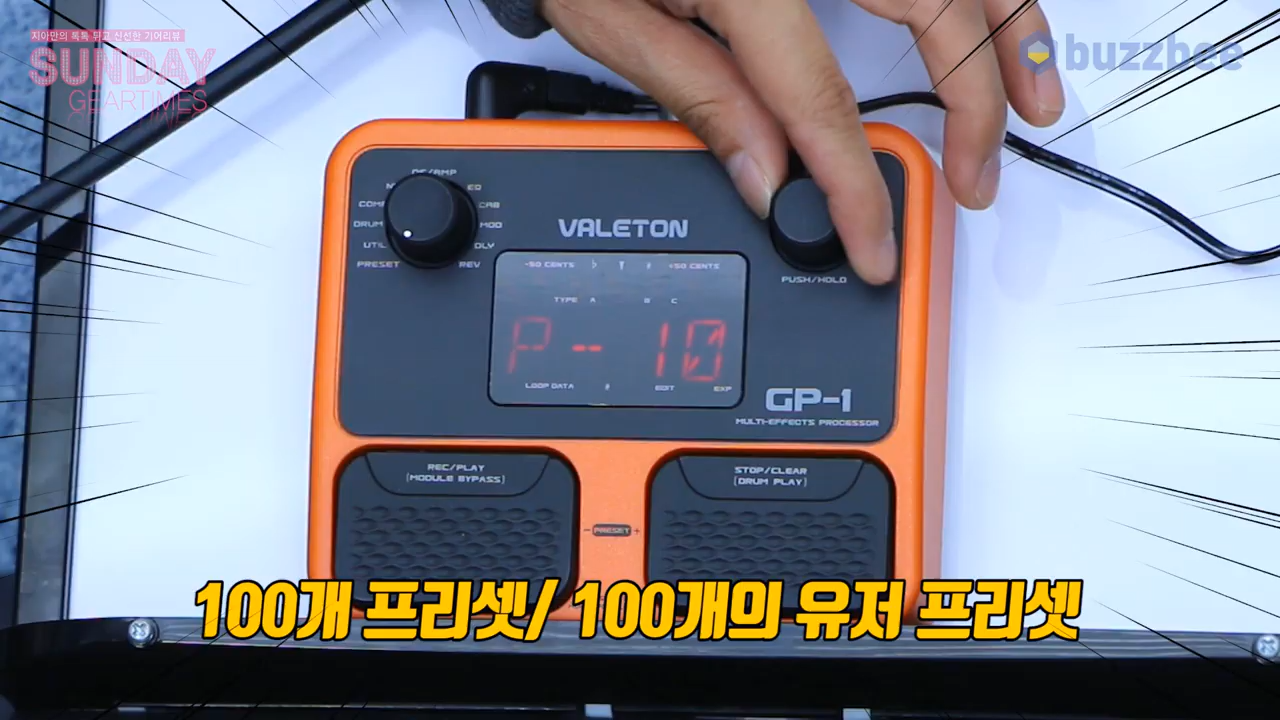 지아만의 톡톡 튀고 신선한 기어리뷰
SUNDAY
GEARTIMES
buzzbee
EQ
COMP
CAB
DRUM
MOD
UTIL
DLY
PRESET
REV
VALETON
PUSH/HOLD
-50 CENTS ♭ # +50 CENTS
TYPE A B C
P-- 10
LOOP DATA # EDIT EXP
GP-1
MULTI-EFFECTS PROCESSOR
REC/PLAY
(MODULE BYPASS)
STOP/CLEAR
(DRUM PLAY)
- PRESET +
100개 프리셋/ 100개의 유저 프리셋